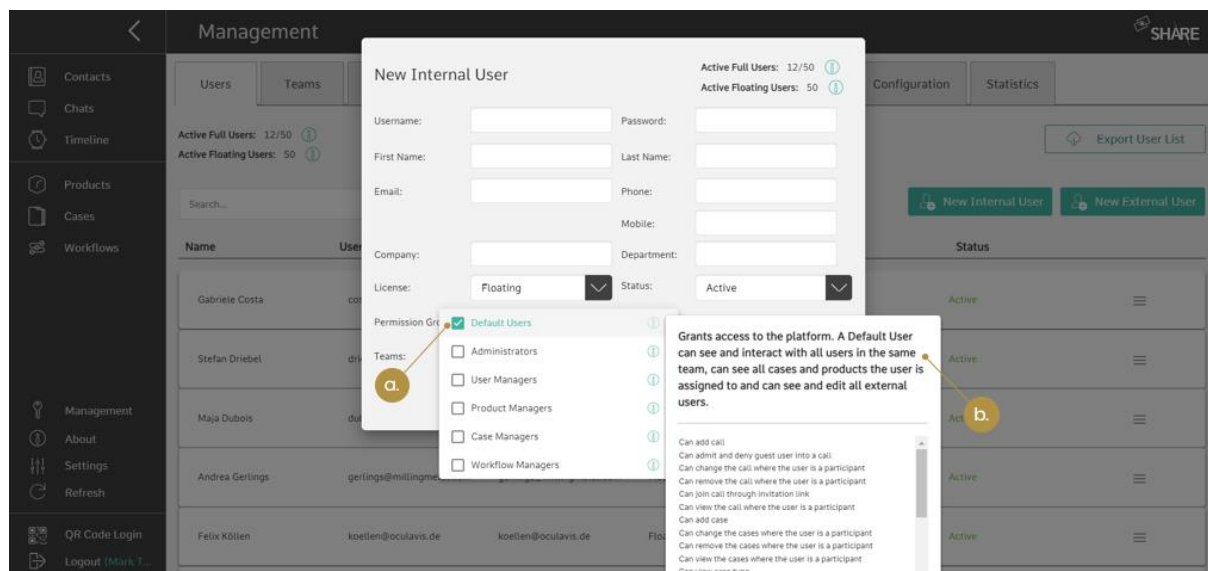 Management
SHARE
Contacts
Chats
Timeline
Products
Cases
Workflows
Management
About
Settings
Refresh
QR Code Login
Logout (Mark T...
Users
Teams
Configuration
Statistics
Active Full Users: 12/50
Active Floating Users: 50
Export User List
Search...
New Internal User
New External User
Name
User
Status
Gabriele Costa
Active
Stefan Driebel
Active
Maja Dubois
Andrea Gerlings
Active
Felix Köllen
koellen@oculavis.de
koellen@oculavis.de
Active
New Internal User
Active Full Users: 12/50
Active Floating Users: 50
Username:
Password:
First Name:
Last Name:
Email:
Phone:
Mobile:
Company:
Department:
License:
Floating
Status:
Active
Permission Gro
Teams:
Default Users
Administrators
User Managers
Product Managers
Case Managers
Workflow Managers
a.
Grants access to the platform. A Default User
can see and interact with all users in the same
team, can see all cases and products the user is
assigned to and can see and edit all external
users.
b.
Can add call
Can admit and deny guest user into a call
Can change the call where the user is a participant
Can remove the call where the user is a participant
Can join call through invitation link
Can view the call where the user is a participant
Can add case
Can change the cases where the user is a participant
Can remove the cases where the user is a participant
Can view the cases where the user is a participant